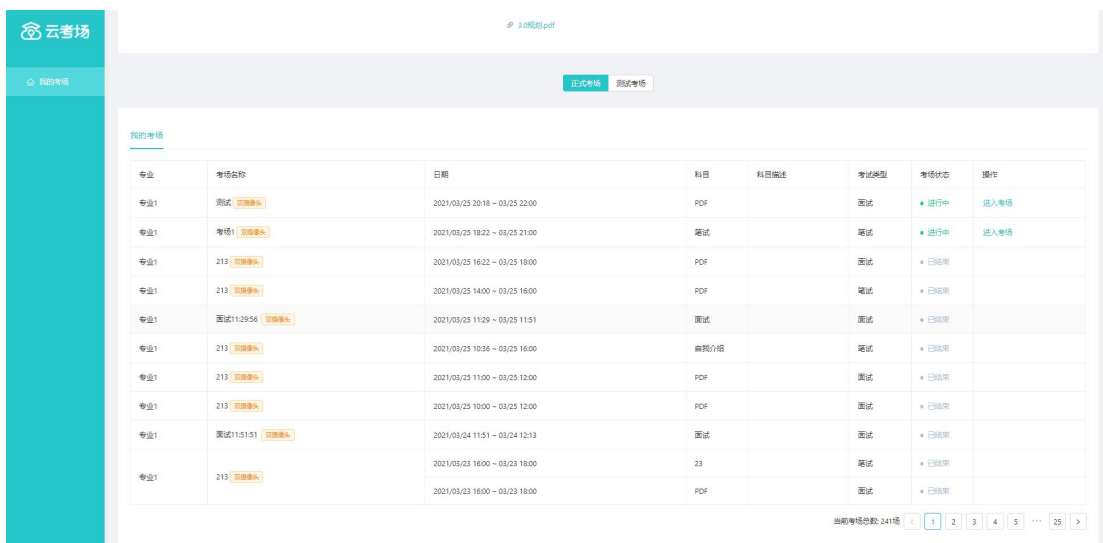 云考场
3.0规划.pdf
我的考场
正式考场 测试考场
我的考场
专业 考场名称 日期 科目 科目描述 考试类型 考场状态 操作
专业1 测试 双摄像头 2021/03/25 20:18 ~ 03/25 22:00 PDF 面试 进行中 进入考场
专业1 考场1 双摄像头 2021/03/25 18:22 ~ 03/25 21:00 笔试 笔试 进行中 进入考场
专业1 213 双摄像头 2021/03/25 16:22 ~ 03/25 18:00 PDF 面试 已结束
专业1 213 双摄像头 2021/03/25 14:00 ~ 03/25 16:00 PDF 笔试 已结束
专业1 面试11:29:56 双摄像头 2021/03/25 11:29 ~ 03/25 11:51 面试 面试 已结束
专业1 213 双摄像头 2021/03/25 10:36 ~ 03/25 16:00 自我介绍 笔试 已结束
专业1 213 双摄像头 2021/03/25 11:00 ~ 03/25 12:00 PDF 面试 已结束
专业1 213 双摄像头 2021/03/25 10:00 ~ 03/25 12:00 PDF 面试 已结束
专业1 面试11:51:51 双摄像头 2021/03/24 11:51 ~ 03/24 12:13 面试 面试 已结束
专业1 213 双摄像头 2021/03/23 16:00 ~ 03/23 18:00 23 笔试 已结束
2021/03/23 16:00 ~ 03/23 18:00 PDF 面试 已结束
当前考场总数: 241场 < 1 2 3 4 5 ··· 25 >